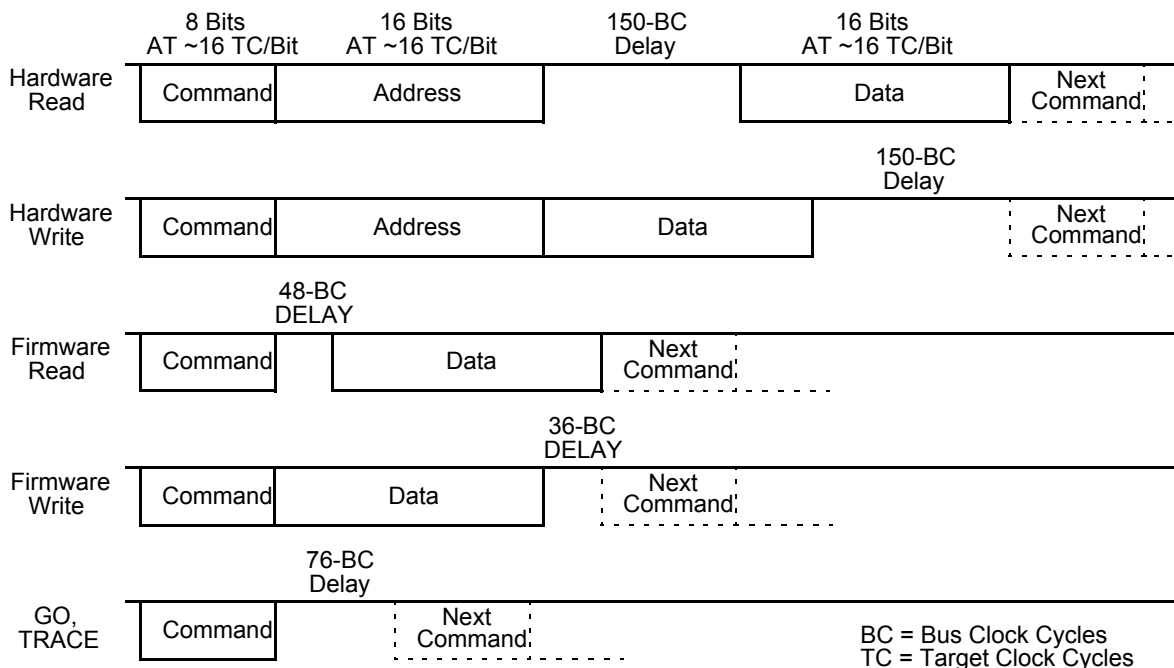 8 Bits
AT ~16 TC/Bit
16 Bits
AT ~16 TC/Bit
150-BC
Delay
16 Bits
AT ~16 TC/Bit
Hardware
Read
Command
Address
Data
Next
Command
150-BC
Delay
Hardware
Write
Command
Address
Data
Next
Command
48-BC
DELAY
Firmware
Read
Command
Data
Next
Command
36-BC
DELAY
Firmware
Write
Command
Data
Next
Command
76-BC
Delay
GO,
TRACE
Command
Next
Command
BC = Bus Clock Cycles
TC = Target Clock Cycles